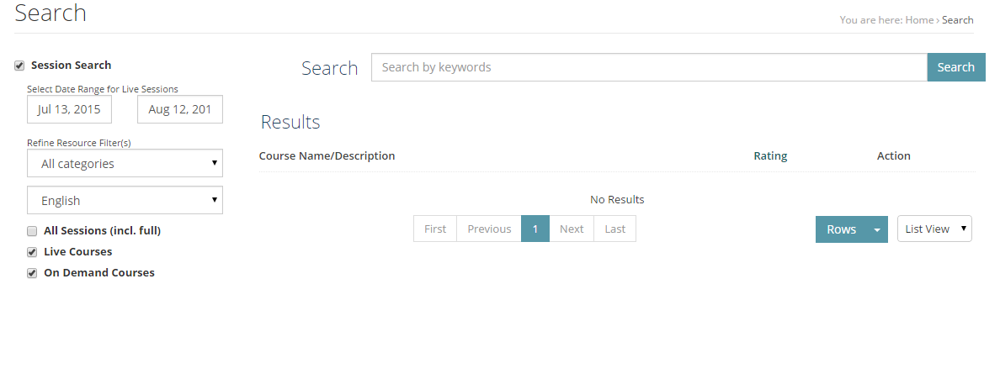 Search
You are here: Home › Search
Session Search
Select Date Range for Live Sessions
Jul 13, 2015 Aug 12, 201
Refine Resource Filter(s)
All categories
English
All Sessions (incl. full)
Live Courses
On Demand Courses
Search Search by keywords Search
Results
Course Name/Description Rating Action
No Results
First Previous 1 Next Last Rows List View